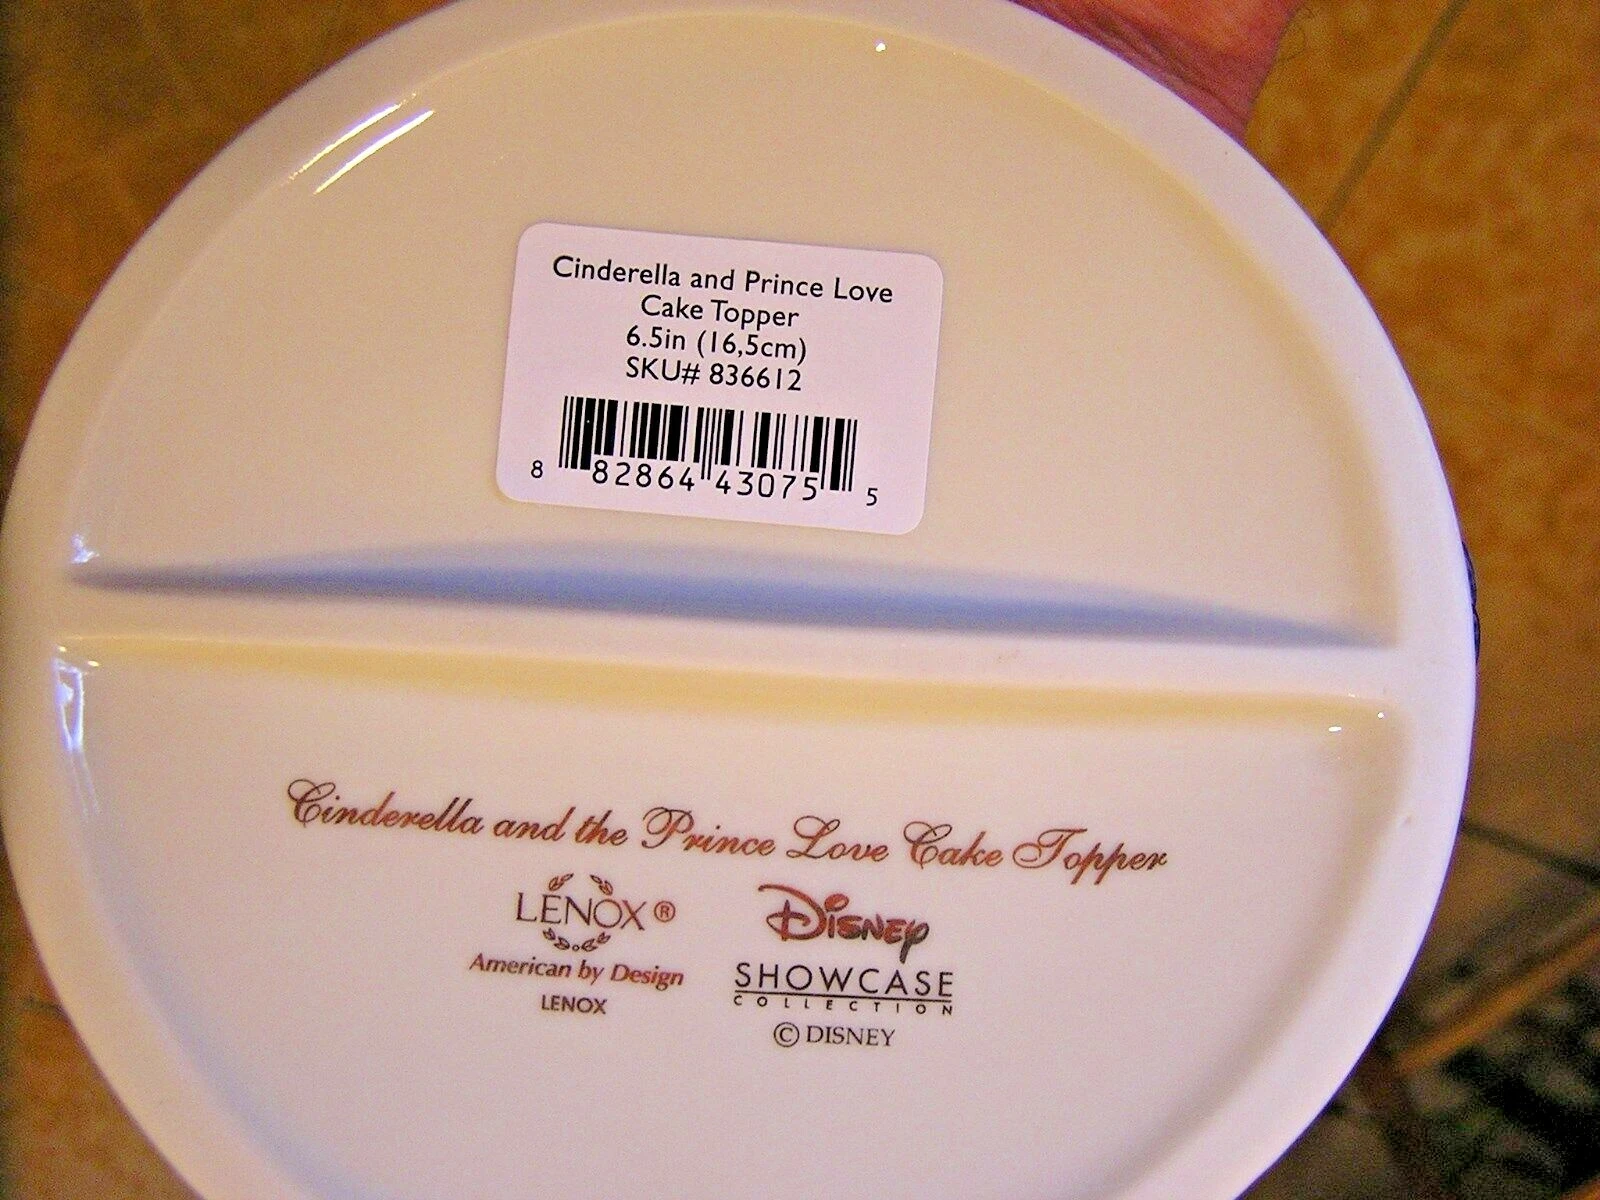 Cinderella and Prince Love
Cake Topper
6.5in (16,5cm)
SKU# 836612
8 82864 43075 5
Cinderella and the Prince Love Cake Topper
LENOX®
American by Design
LENOX
DISNEY
SHOWCASE
COLLECTION
© DISNEY